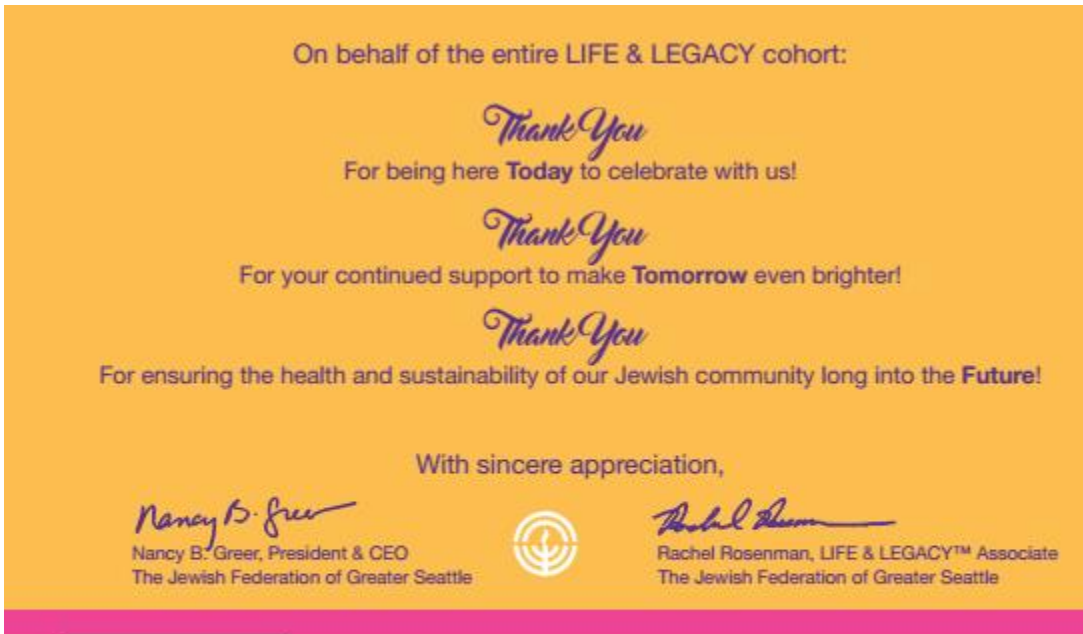 On behalf of the entire LIFE & LEGACY cohort:
Thank You
For being here Today to celebrate with us!
Thank You
For your continued support to make Tomorrow even brighter!
Thank You
For ensuring the health and sustainability of our Jewish community long into the Future!
With sincere appreciation,
Nancy B. Greer
Nancy B. Greer, President & CEO
The Jewish Federation of Greater Seattle
Rachel Rosenman, LIFE & LEGACY™ Associate
The Jewish Federation of Greater Seattle